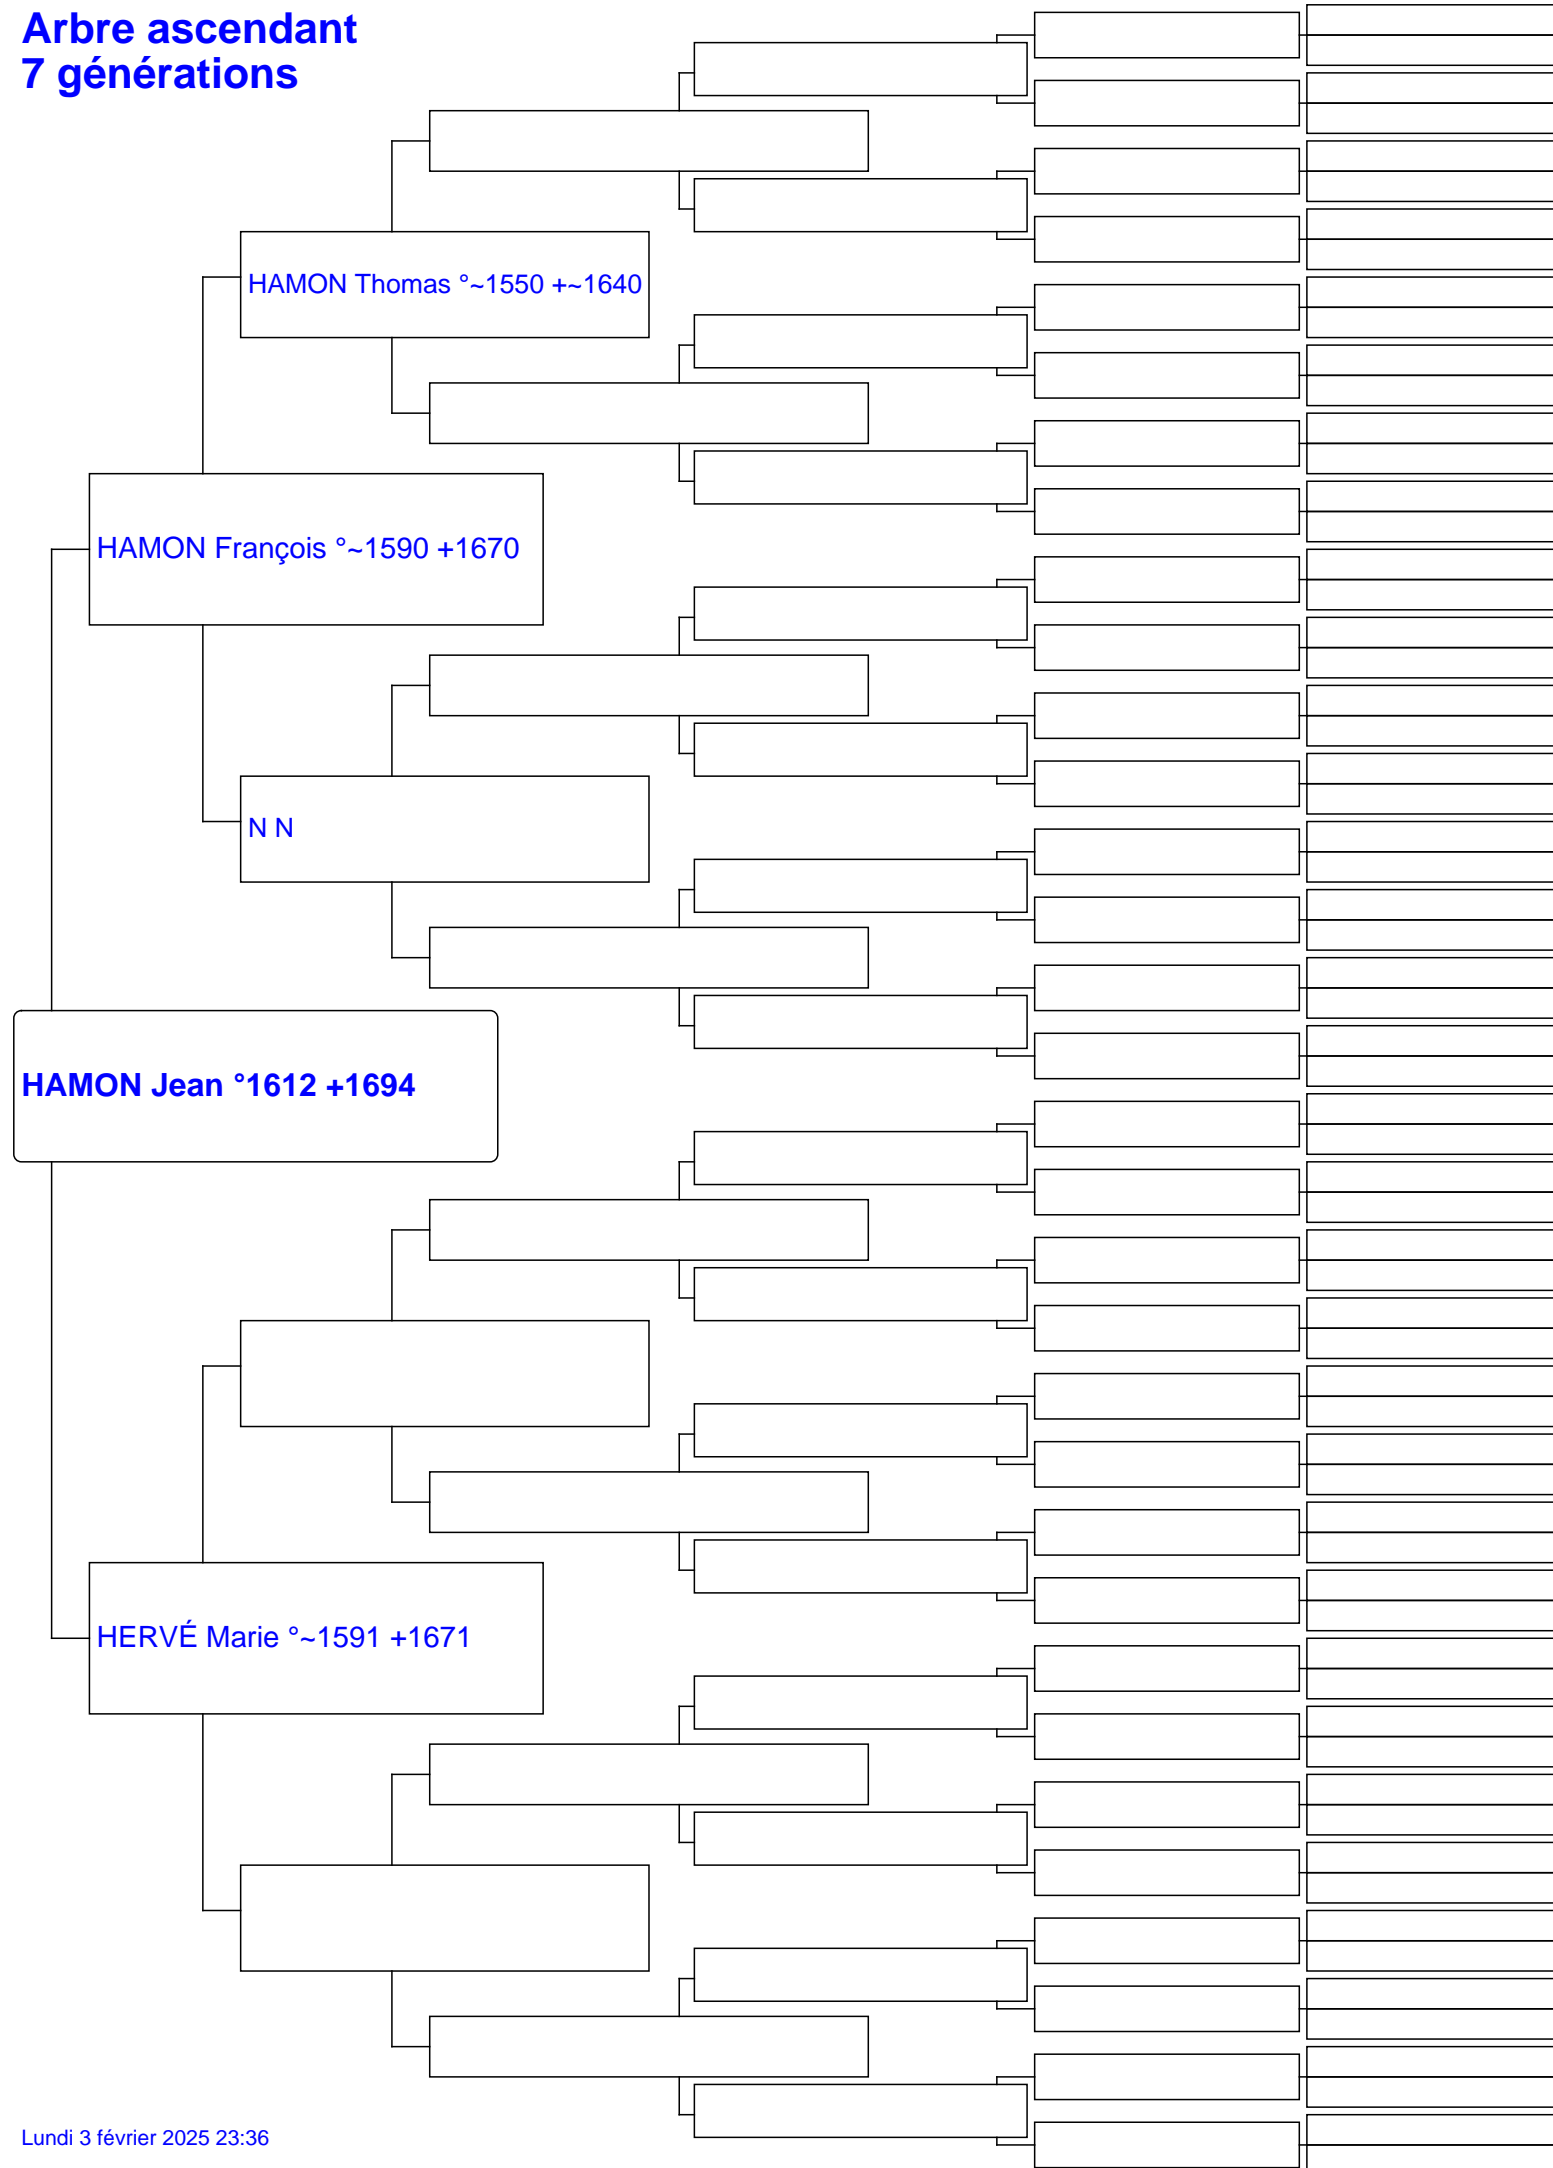 Arbre ascendant
7 générations
HAMON Thomas °~1550 +~1640
HAMON François °~1590 +1670
N N
HAMON Jean °1612 +1694
HERVÉ Marie °~1591 +1671
Lundi 3 février 2025 23:36